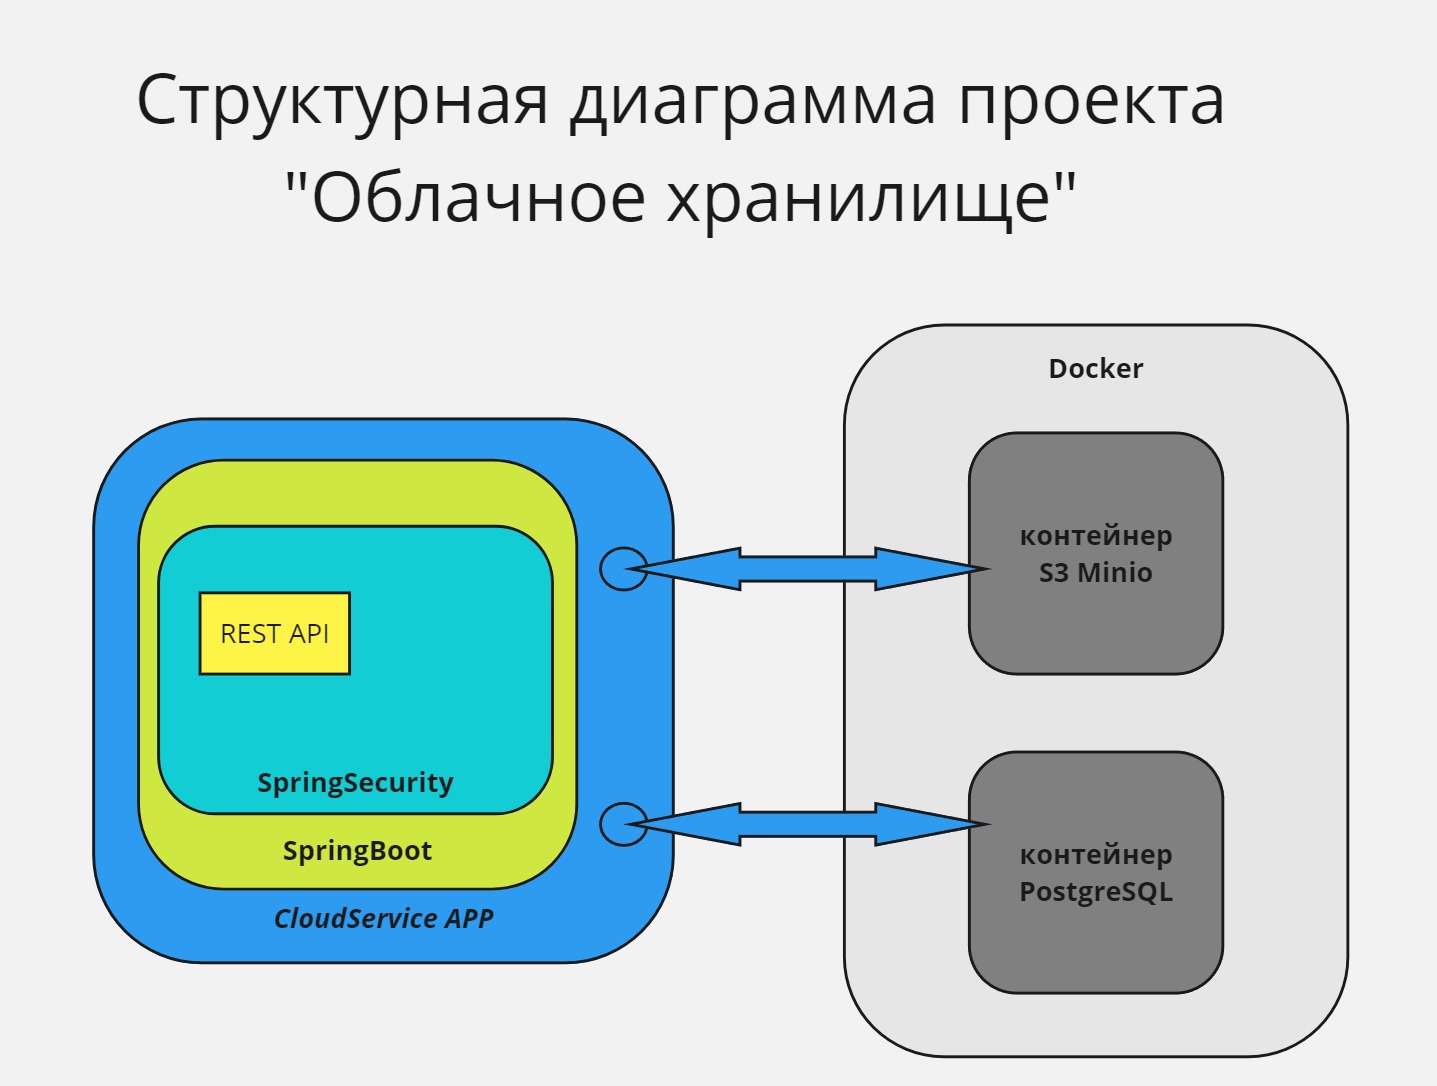 Структурная диаграмма проекта
"Облачное хранилище"
Docker
контейнер
S3 Minio
REST API
SpringSecurity
SpringBoot
CloudService APP
контейнер
PostgreSQL